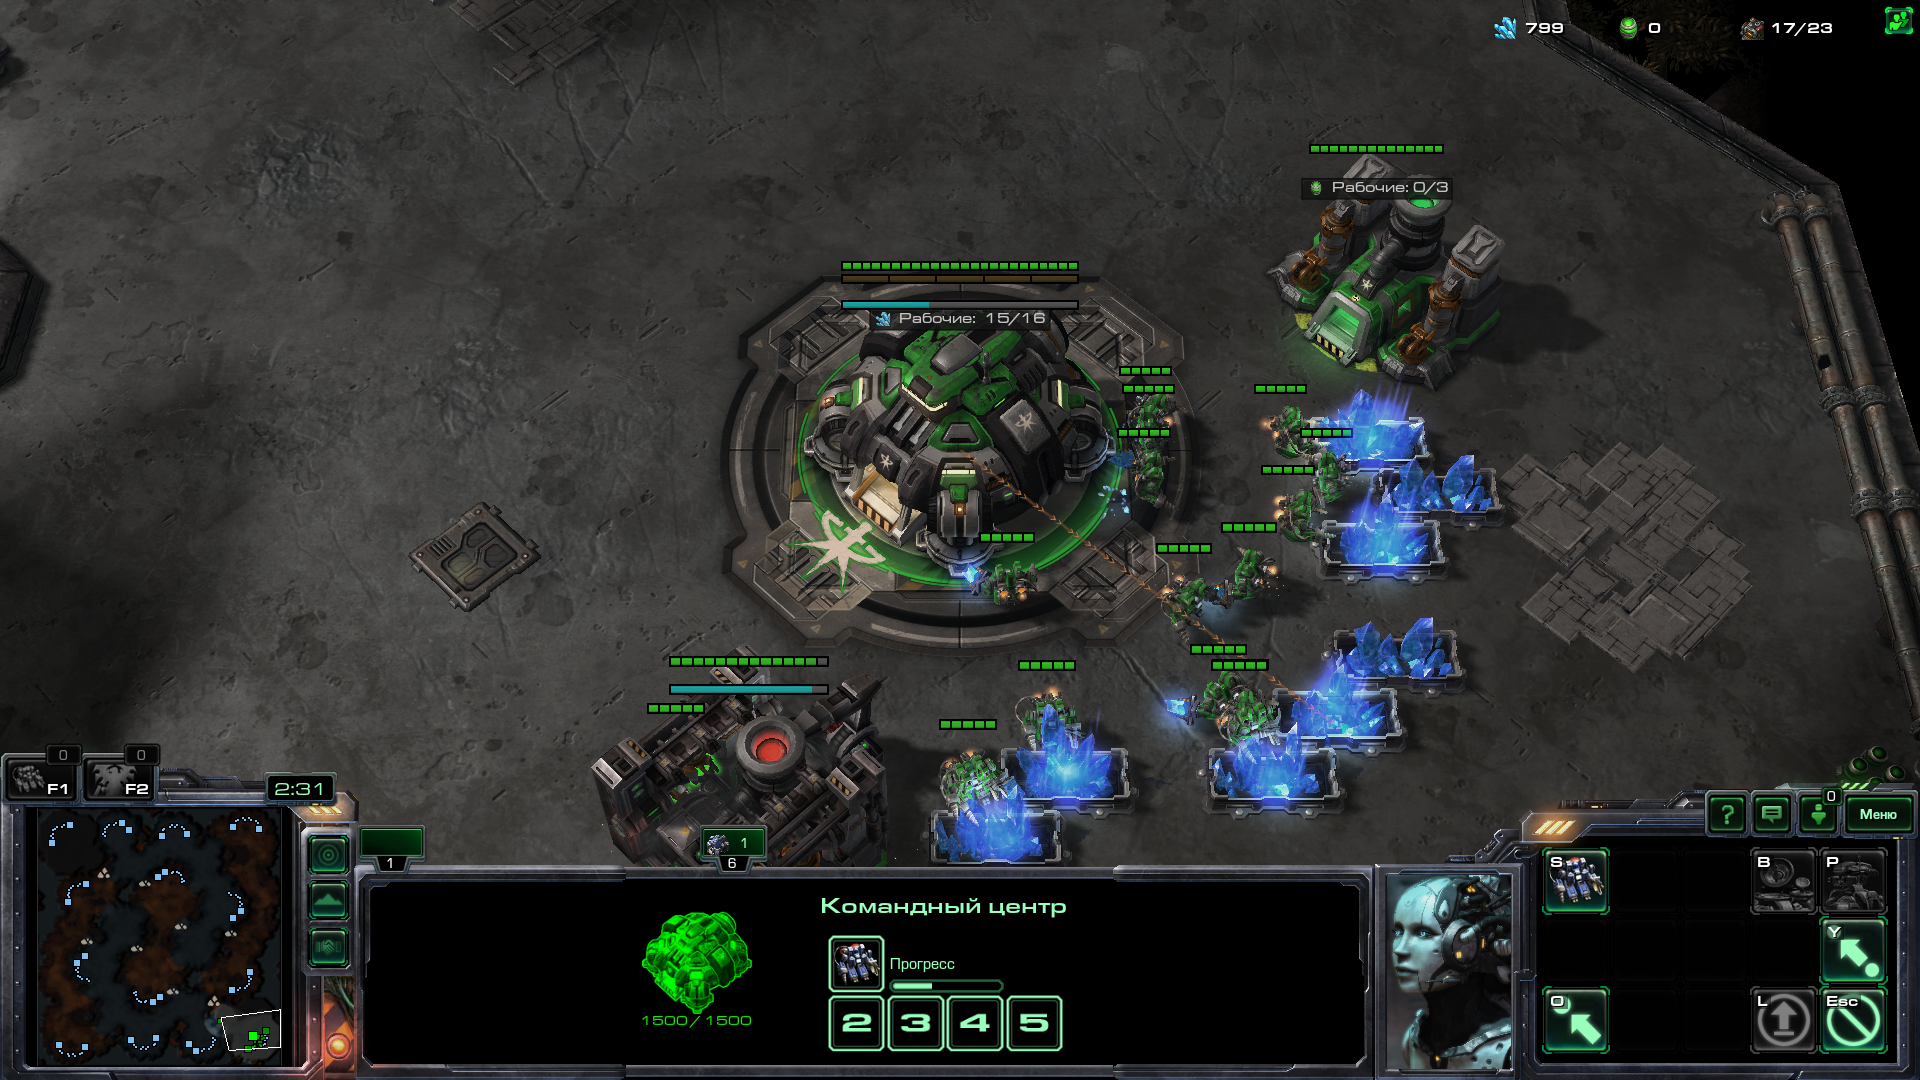 799
0
17/23
Рабочие: 0/3
Рабочие: 15/16
0
0
F1
F2
2:31
1
1
6
Командный центр
1500/1500
Прогресс
2
3
4
5
?
0
Меню
S
B
P
Y
O
L
Esc